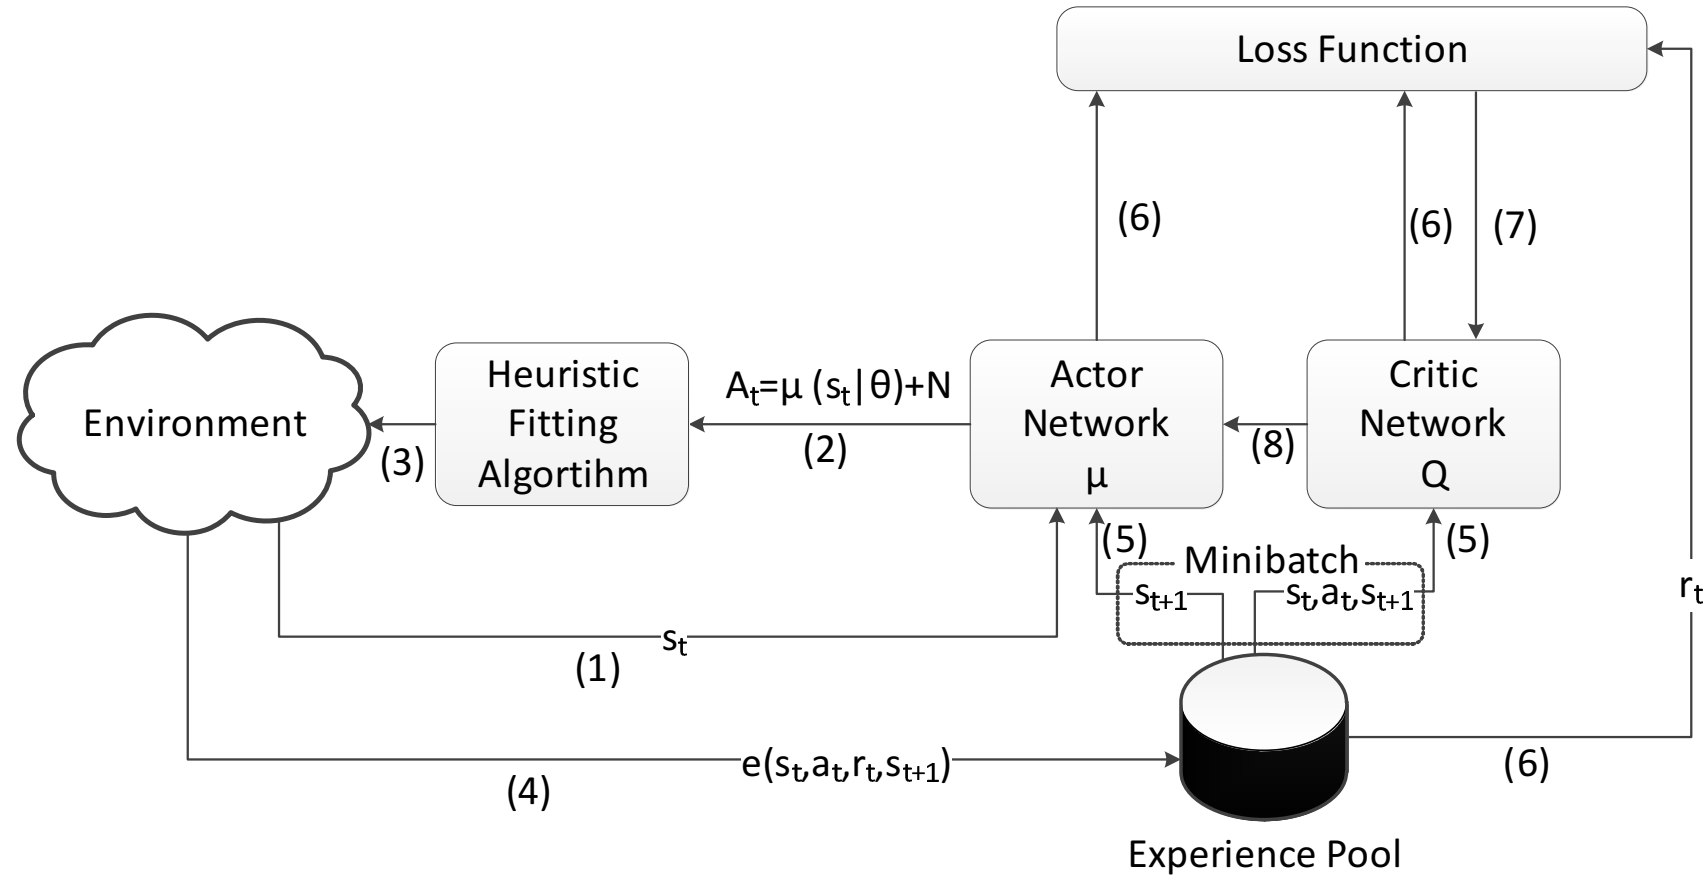 Loss Function
(6)
(6)
(7)
Environment
(3)
Heuristic
Fitting
Algortihm
Aₜ=μ (sₜ|θ)+N
(2)
Actor
Network
μ
(8)
Critic
Network
Q
(5)
(5)
Minibatch
sₜ₊₁
sₜ,aₜ,sₜ₊₁
rₜ
sₜ
(1)
e(sₜ,aₜ,rₜ,sₜ₊₁)
(4)
(6)
Experience Pool